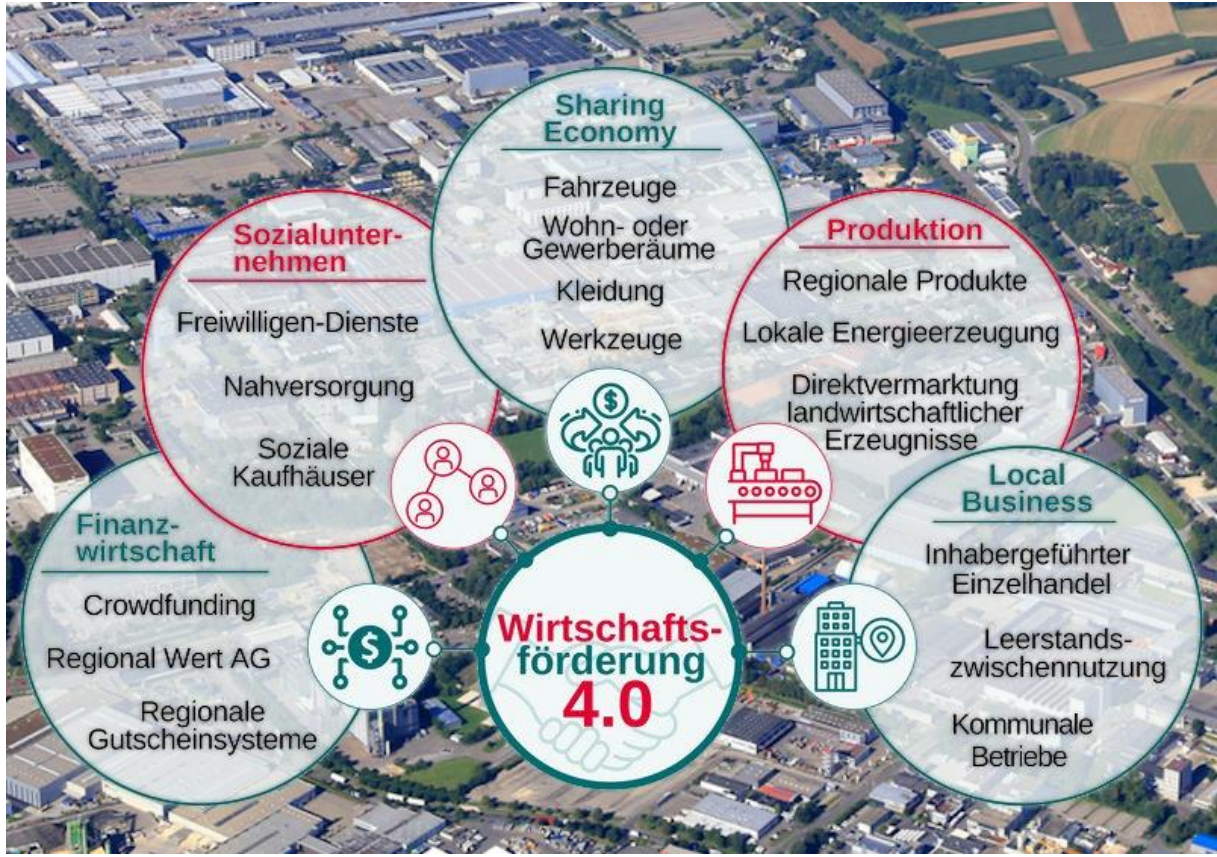 Sharing
Economy
Fahrzeuge
Wohn- oder
Gewerberäume
Kleidung
Werkzeuge
Sozialunter-
nehmen
Freiwilligen-Dienste
Nahversorgung
Soziale
Kaufhäuser
Produktion
Regionale Produkte
Lokale Energieerzeugung
Direktvermarktung
landwirtschaftlicher
Erzeugnisse
Finanz-
wirtschaft
Crowdfunding
Regional Wert AG
Regionale
Gutscheinsysteme
Local
Business
Inhabergeführter
Einzelhandel
Leerstands-
zwischennutzung
Kommunale
Betriebe
Wirtschafts-
förderung
4.0
$
$